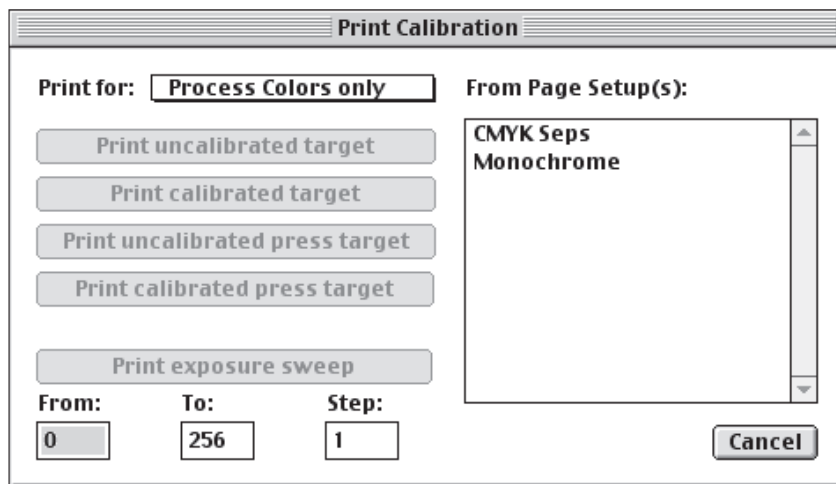 Print Calibration
Print for: Process Colors only
Print uncalibrated target
Print calibrated target
Print uncalibrated press target
Print calibrated press target
Print exposure sweep
From: To: Step:
0 256 1
From Page Setup(s):
CMYK Seps
Monochrome
Cancel